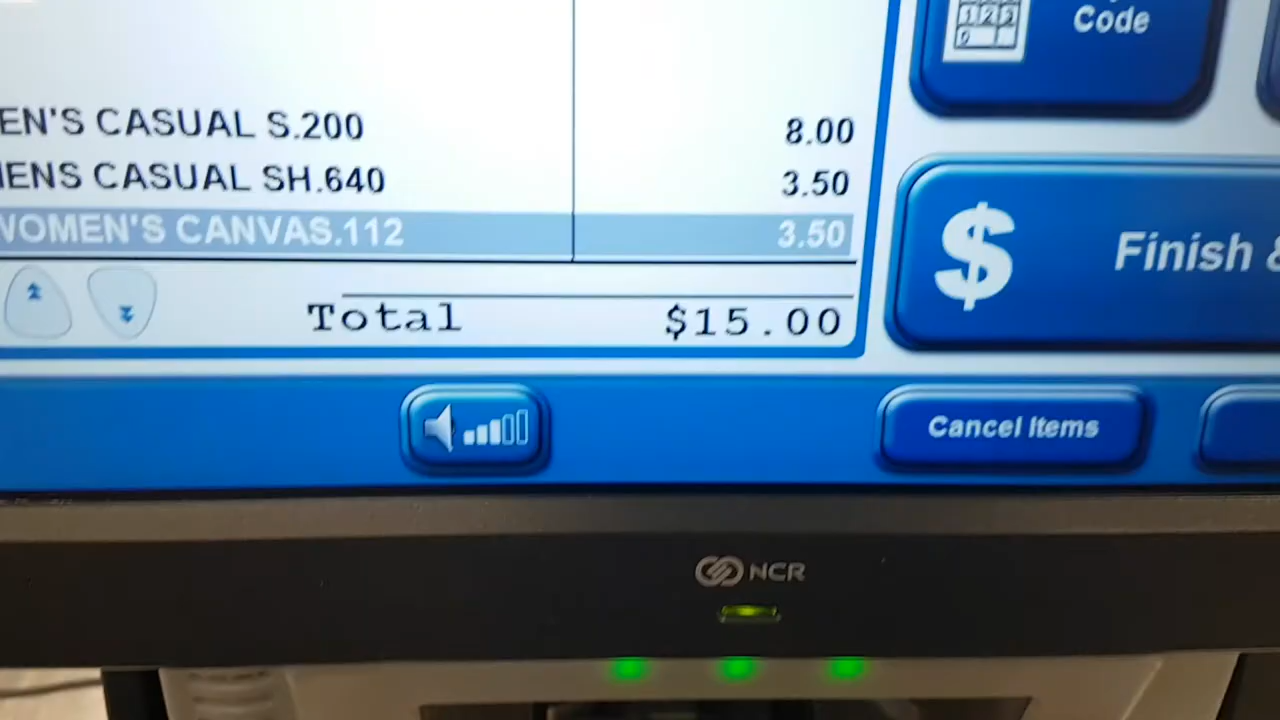 Code
EN'S CASUAL S.200 8.00
ENS CASUAL SH.640 3.50
WOMEN'S CANVAS.112 3.50
Total $15.00
$ Finish &
Cancel Items
NCR